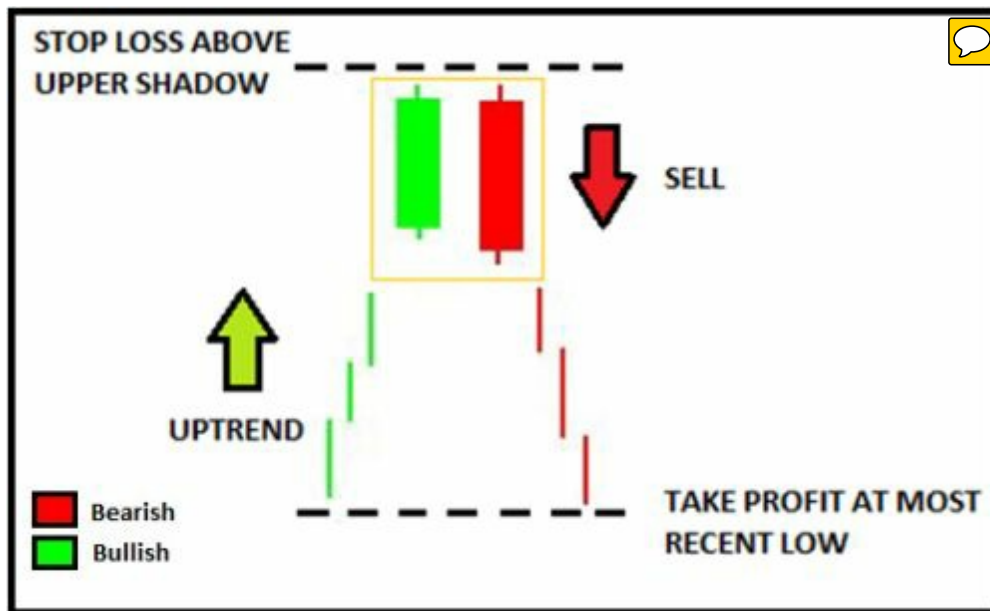 STOP LOSS ABOVE
UPPER SHADOW
SELL
UPTREND
Bearish
Bullish
TAKE PROFIT AT MOST
RECENT LOW